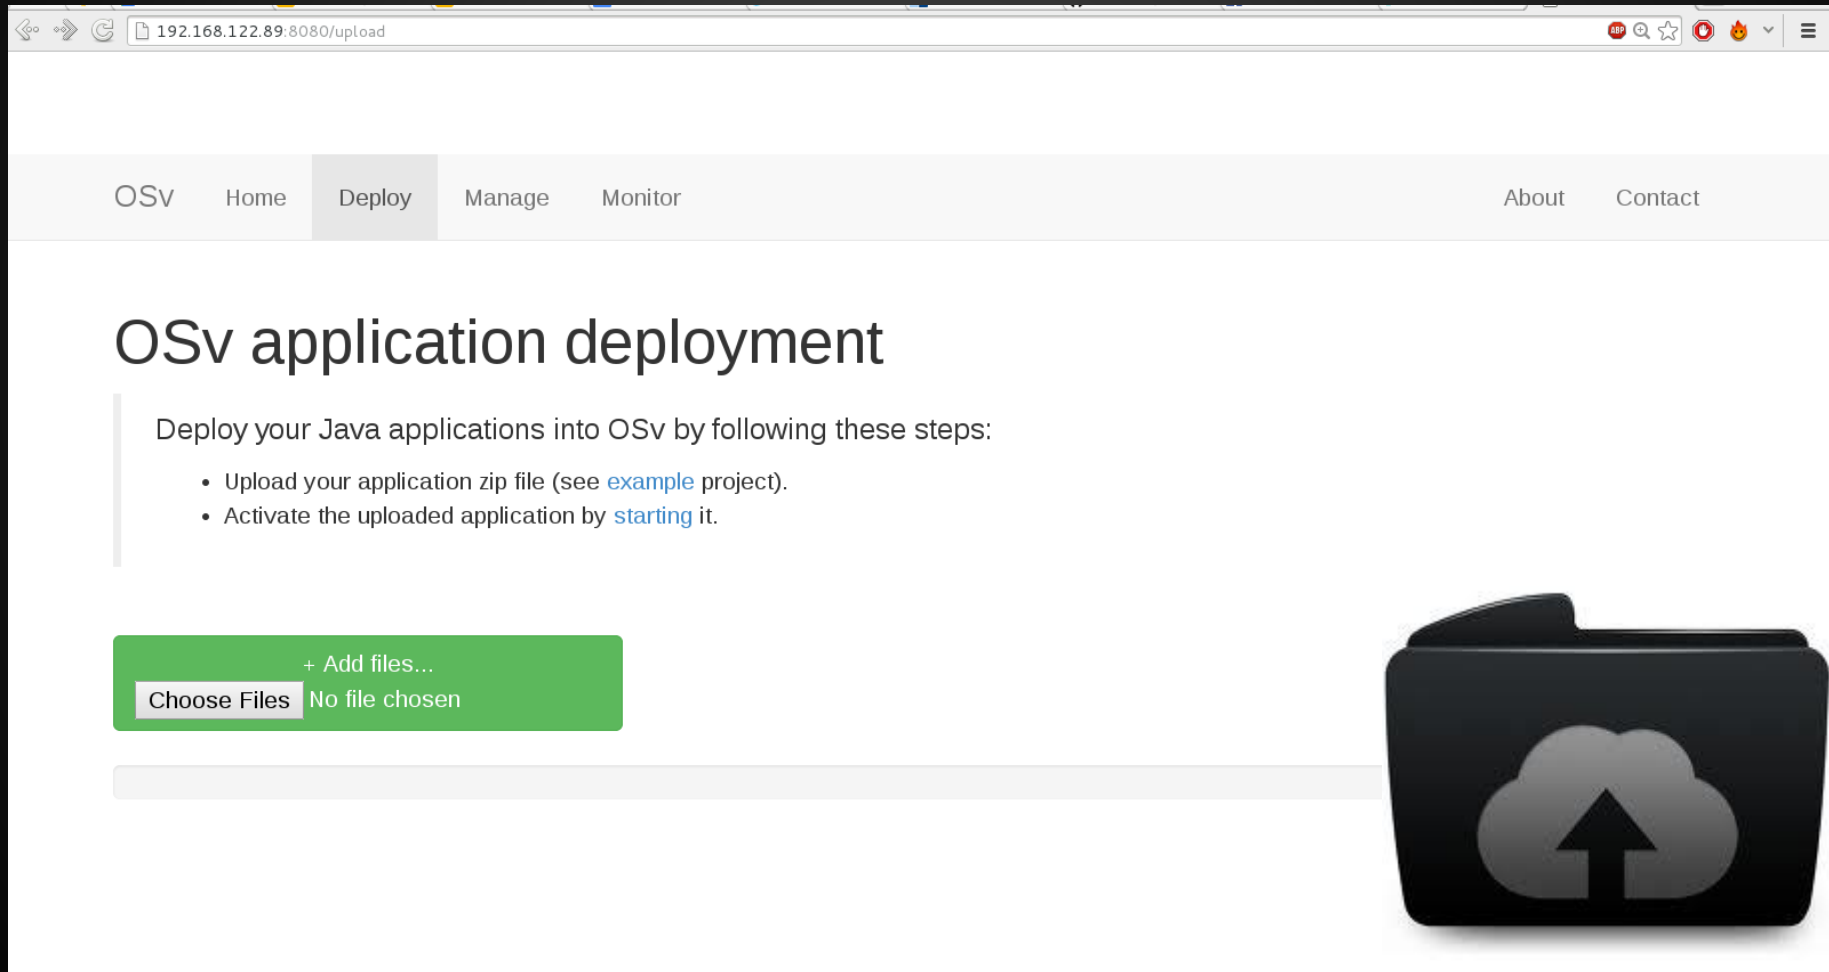 192.168.122.89:8080/upload
ABP
OSv Home Deploy Manage Monitor About Contact
OSv application deployment
Deploy your Java applications into OSv by following these steps:
• Upload your application zip file (see example project).
• Activate the uploaded application by starting it.
+ Add files...
Choose Files No file chosen